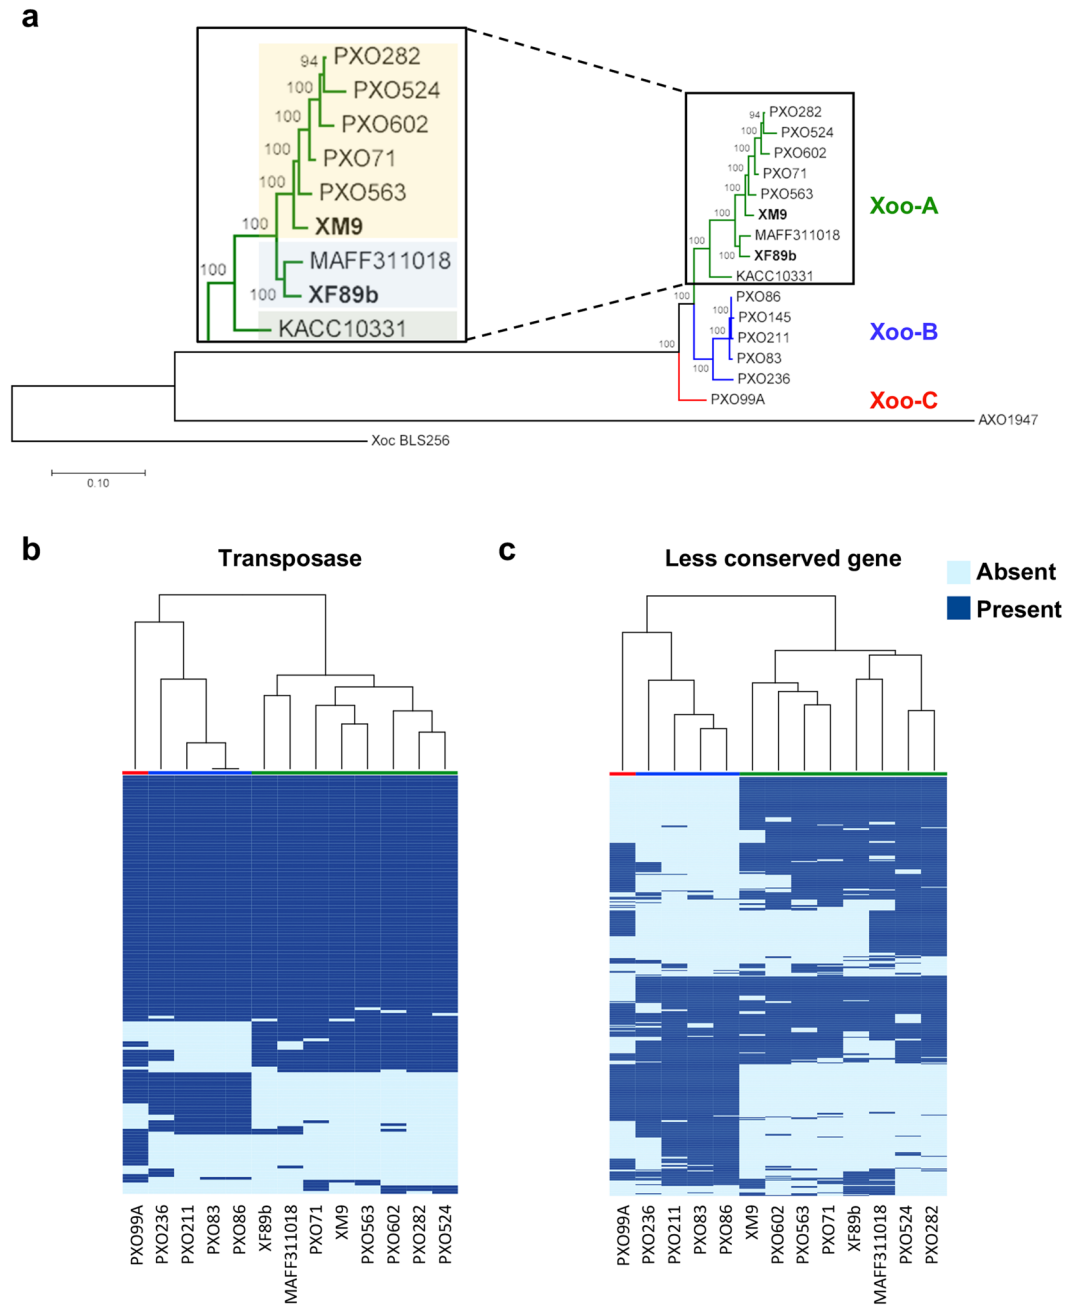 a
94
PXO282
100
PXO524
100
PXO602
100
PXO71
100
PXO563
100
XM9
100
MAFF311018
100
XF89b
KACC10331
94
PXO282
100
PXO524
100
PXO602
100
PXO71
100
PXO563
100
XM9
100
MAFF311018
100
XF89b
KACC10331
Xoo-A
100
PXO86
100
PXO145
100
PXO211
PXO83
100
PXO236
Xoo-B
100
PXO99A
Xoo-C
AXO1947
Xoc BLS256
0.10
b
Transposase
PXO99A
PXO236
PXO211
PXO83
PXO86
XF89b
MAFF311018
PXO71
XM9
PXO563
PXO602
PXO282
PXO524
c
Less conserved gene
Absent
Present
PXO99A
PXO236
PXO211
PXO83
PXO86
XM9
PXO602
PXO563
PXO71
XF89b
MAFF311018
PXO524
PXO282